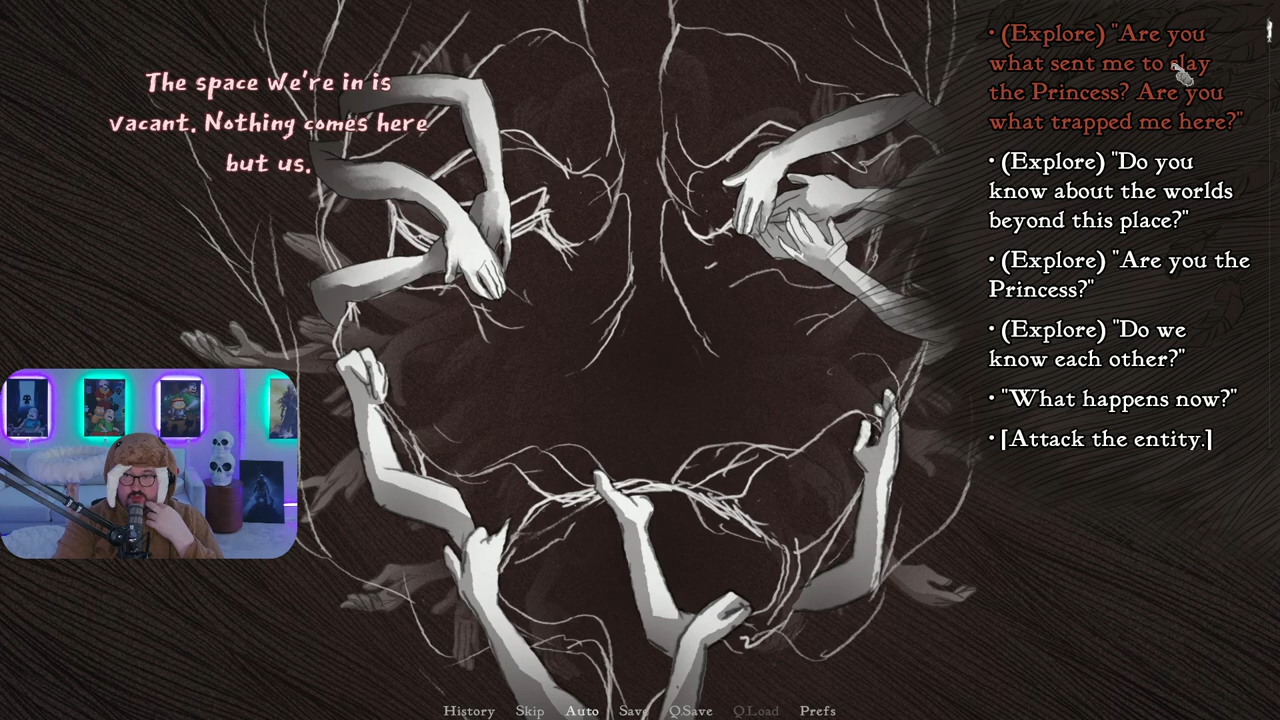 The space We're in is
vacant. Nothing comes here
but us.
• (Explore) "Are you
what sent me to slay
the Princess? Are you
what trapped me here?"
• (Explore) "Do you
know about the worlds
beyond this place?"
• (Explore) "Are you the
Princess?"
• (Explore) "Do we
know each other?"
• "What happens now?"
• [Attack the entity.]
History Skip Auto Save Q.Save Q.Load Prefs